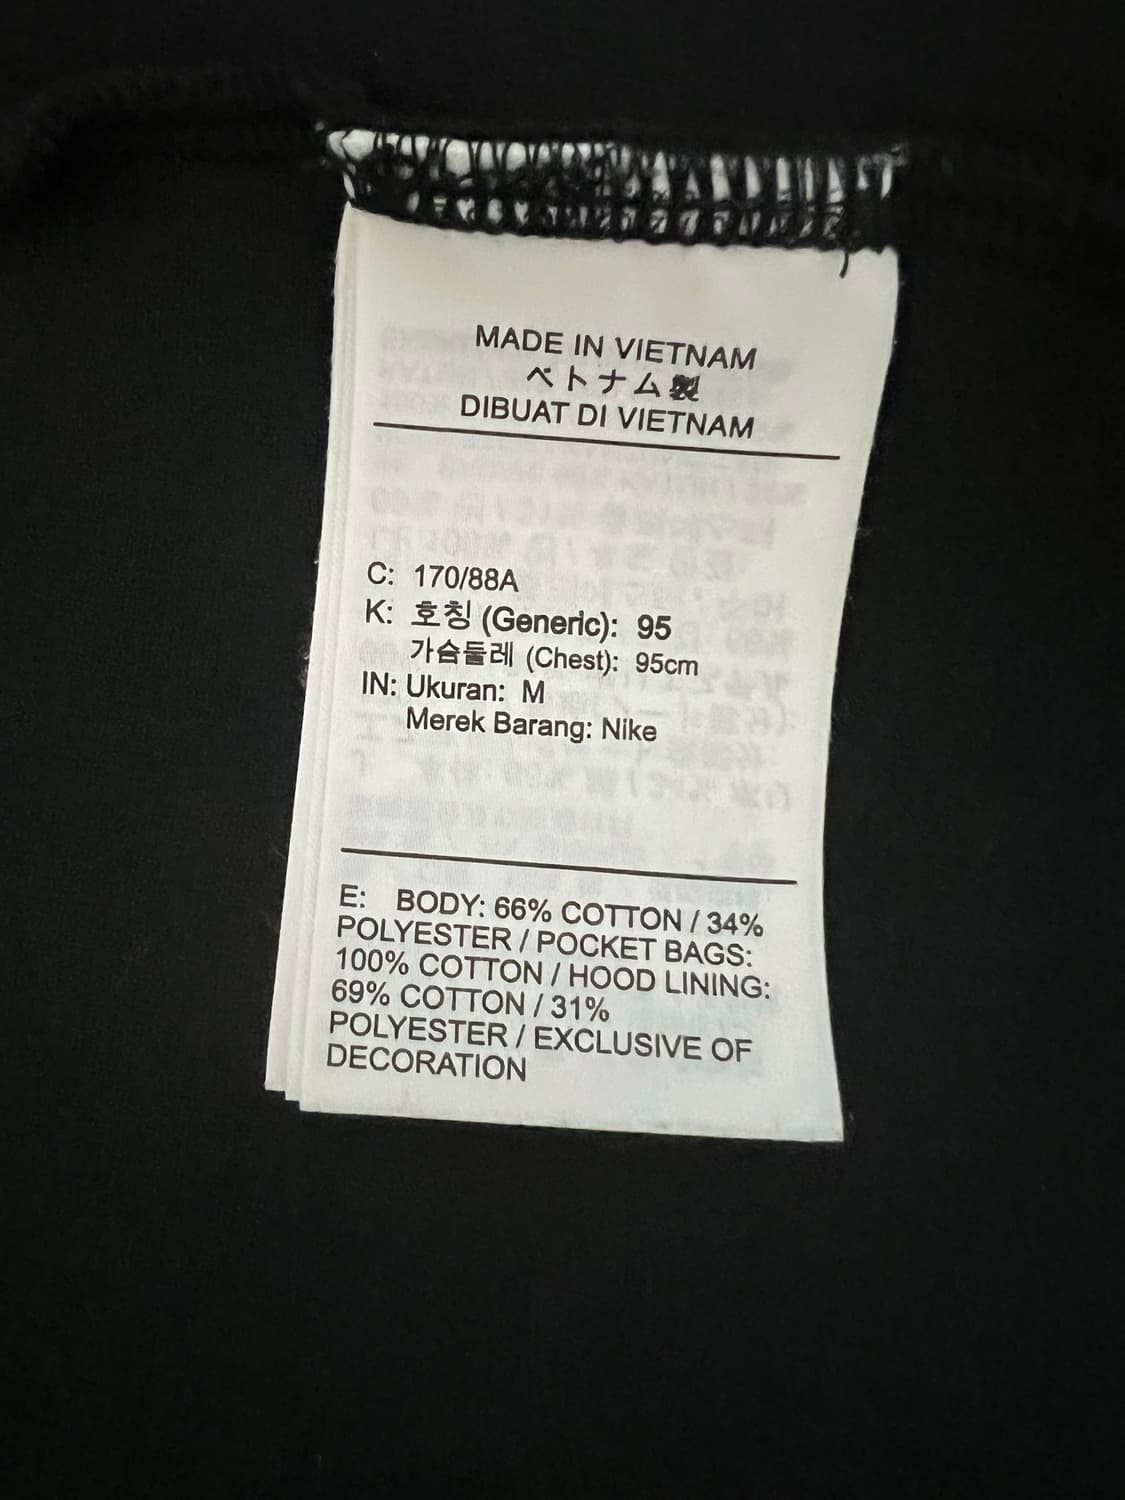 MADE IN VIETNAM
ベトナム製
DIBUAT DI VIETNAM
C: 170/88A
K: 호칭 (Generic): 95
가슴둘레 (Chest): 95cm
IN: Ukuran: M
Merek Barang: Nike
E: BODY: 66% COTTON / 34%
POLYESTER / POCKET BAGS:
100% COTTON / HOOD LINING:
69% COTTON / 31%
POLYESTER / EXCLUSIVE OF
DECORATION